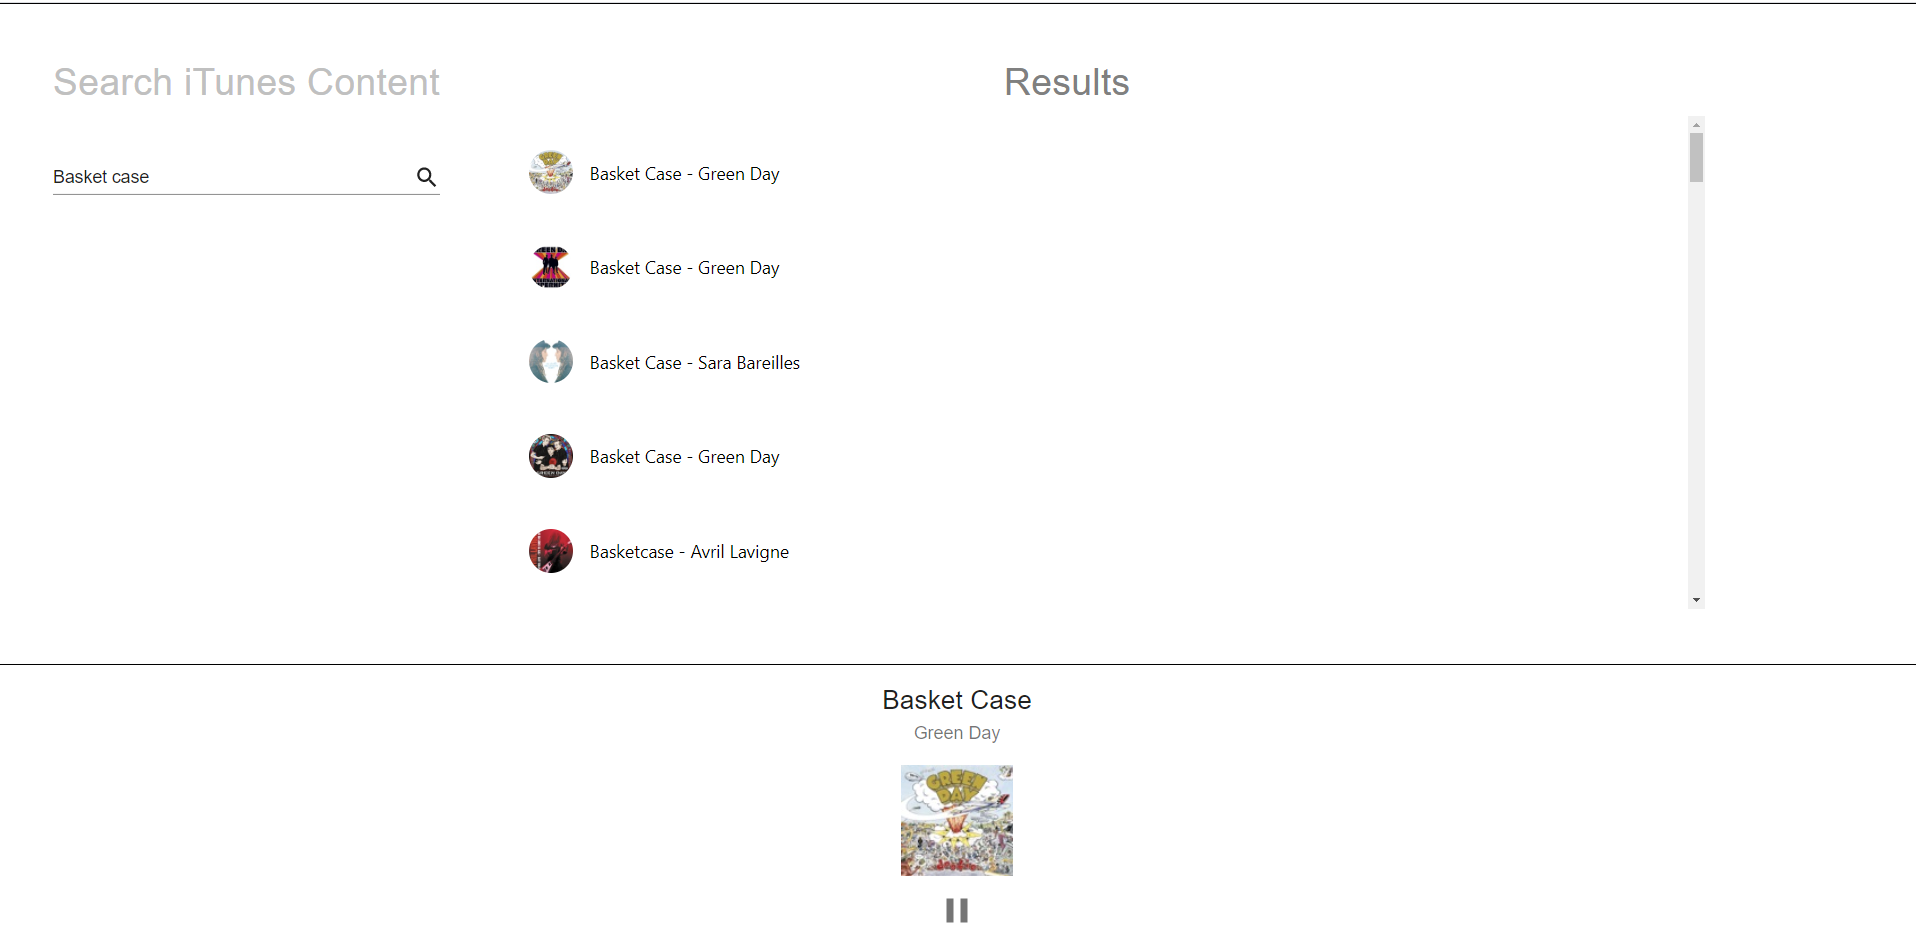 Search iTunes Content
Results
Basket case
Basket Case - Green Day
Basket Case - Green Day
Basket Case - Sara Bareilles
Basket Case - Green Day
Basketcase - Avril Lavigne
Basket Case
Green Day
GREEN
DAY
dookie